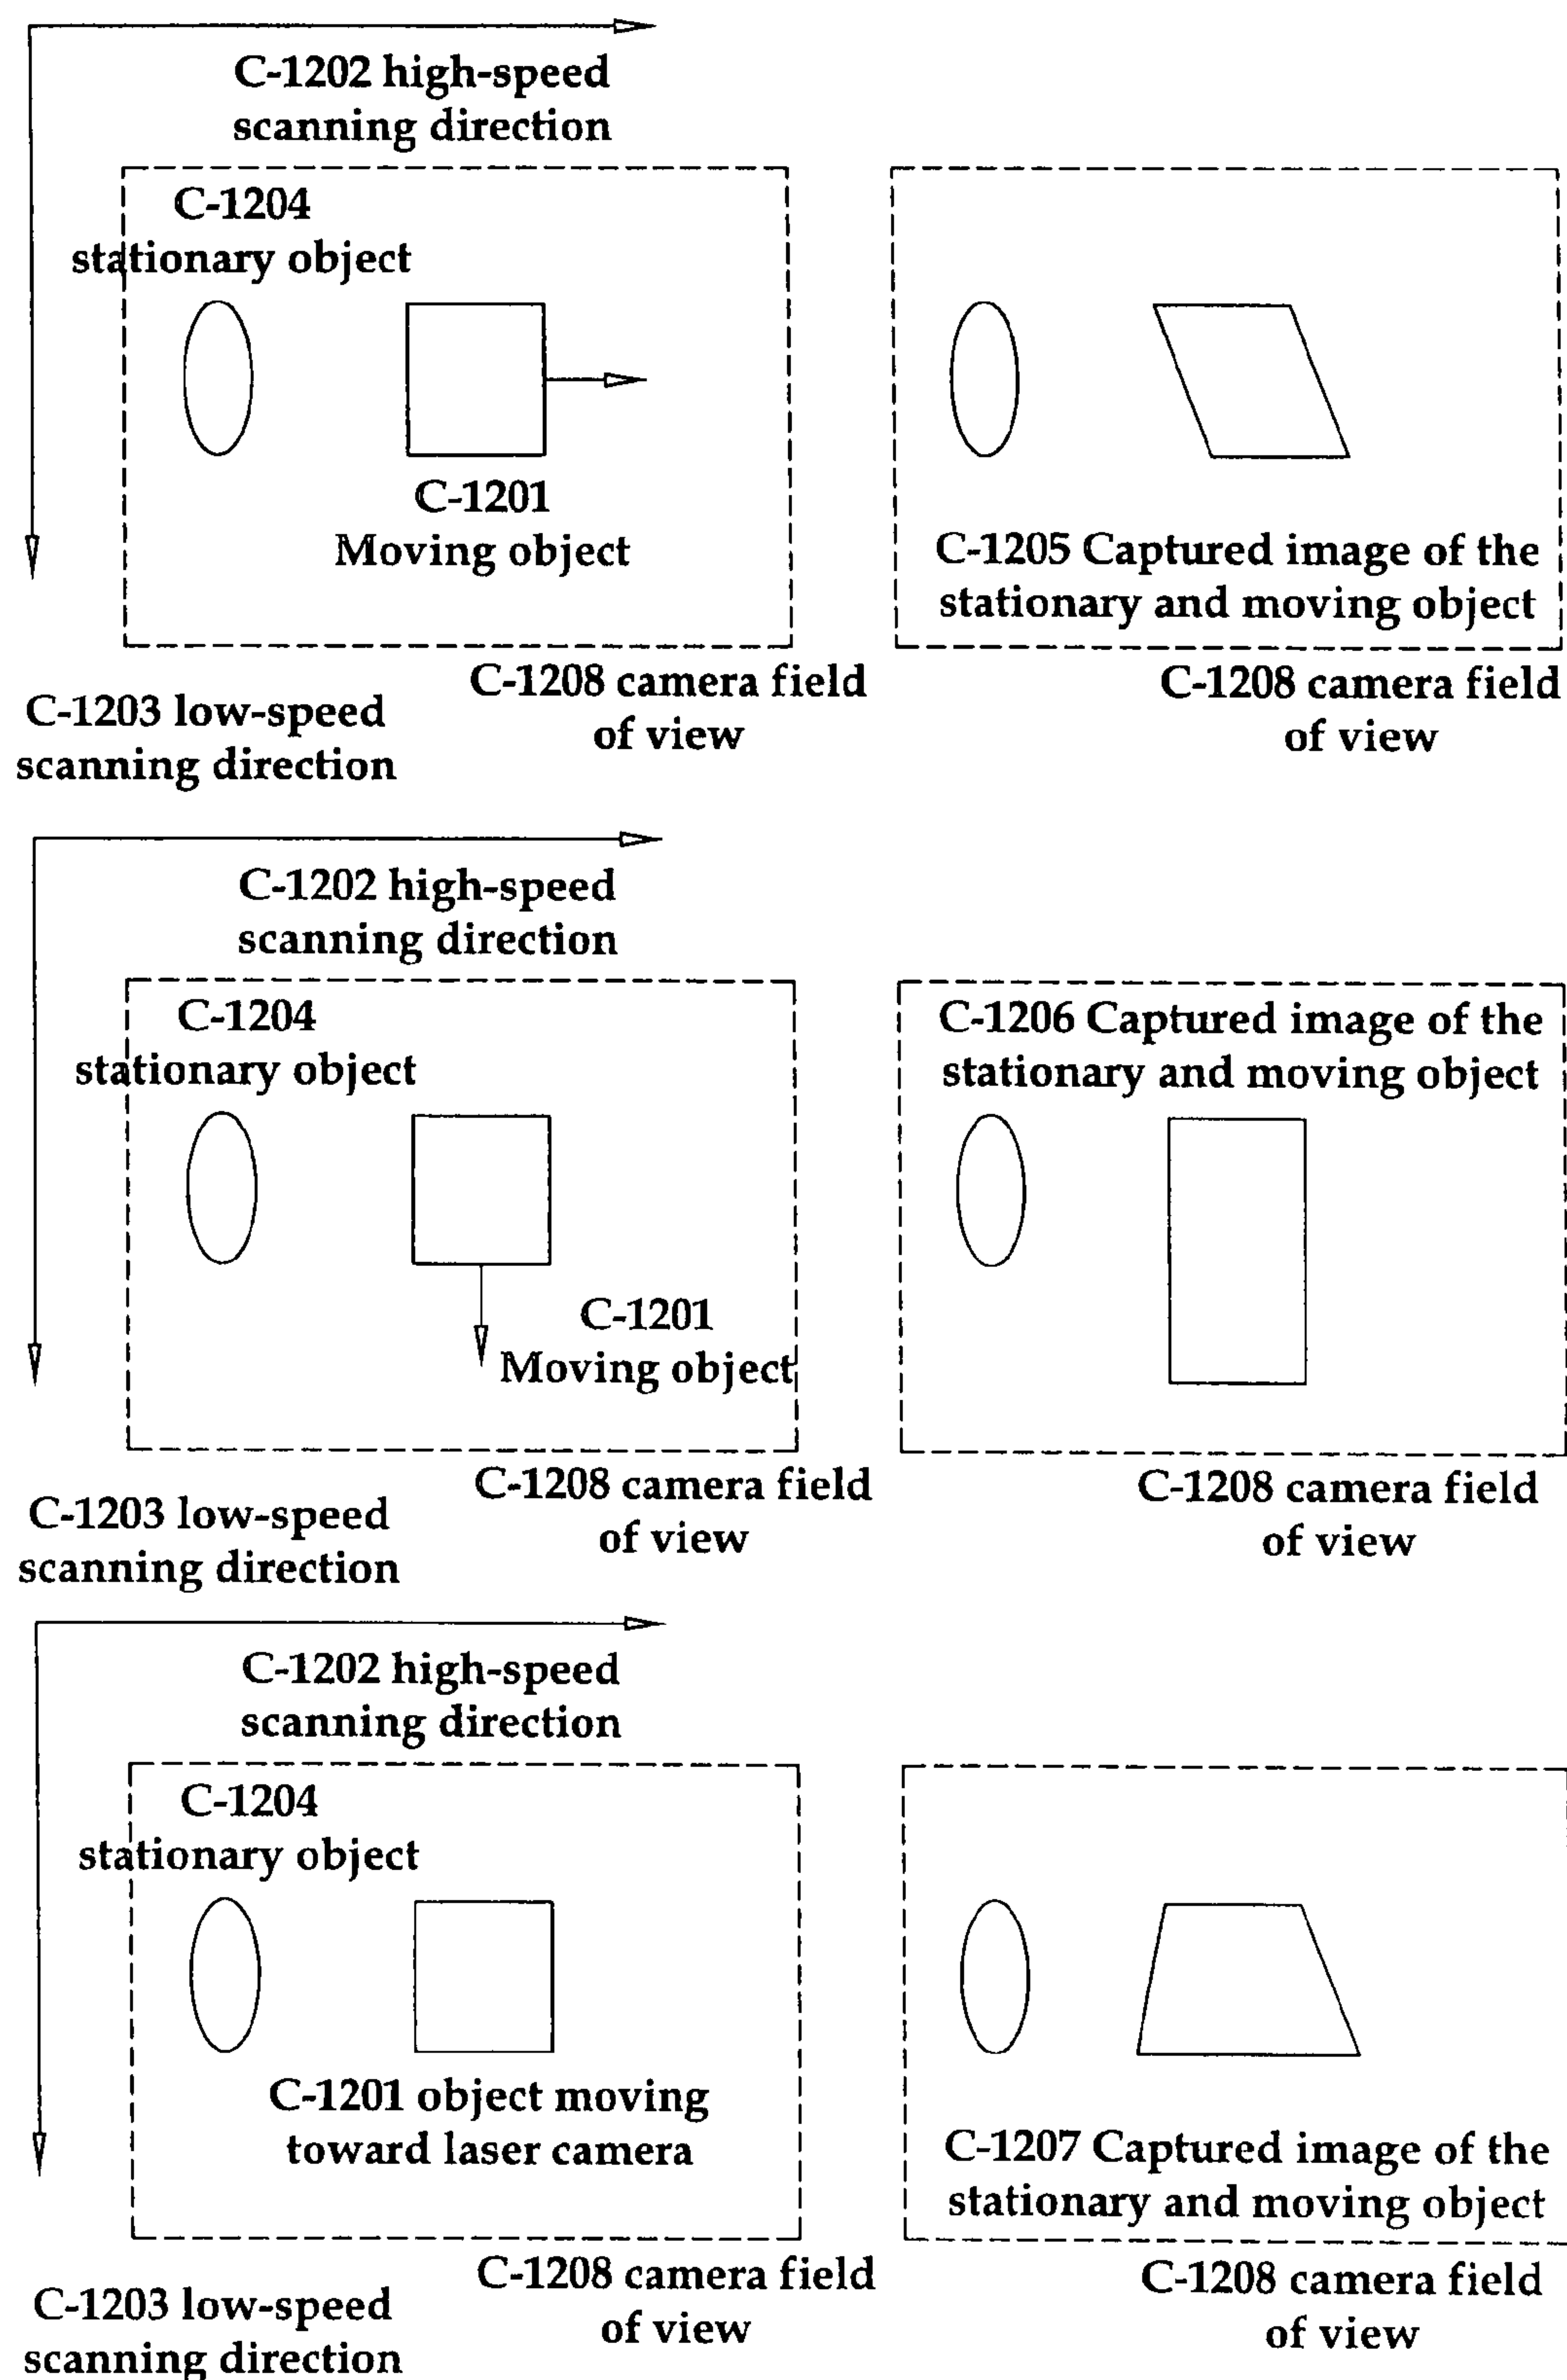 C-1202 high-speed
scanning direction
C-1204
stationary object
C-1201
Moving object
C-1205 Captured image of the
stationary and moving object
C-1208 camera field
of view
C-1208 camera field
of view
C-1203 low-speed
scanning direction
C-1202 high-speed
scanning direction
C-1204
stationary object
C-1206 Captured image of the
stationary and moving object
C-1201
Moving object
C-1208 camera field
of view
C-1208 camera field
of view
C-1203 low-speed
scanning direction
C-1202 high-speed
scanning direction
C-1204
stationary object
C-1201 object moving
toward laser camera
C-1207 Captured image of the
stationary and moving object
C-1208 camera field
of view
C-1208 camera field
of view
C-1203 low-speed
scanning direction